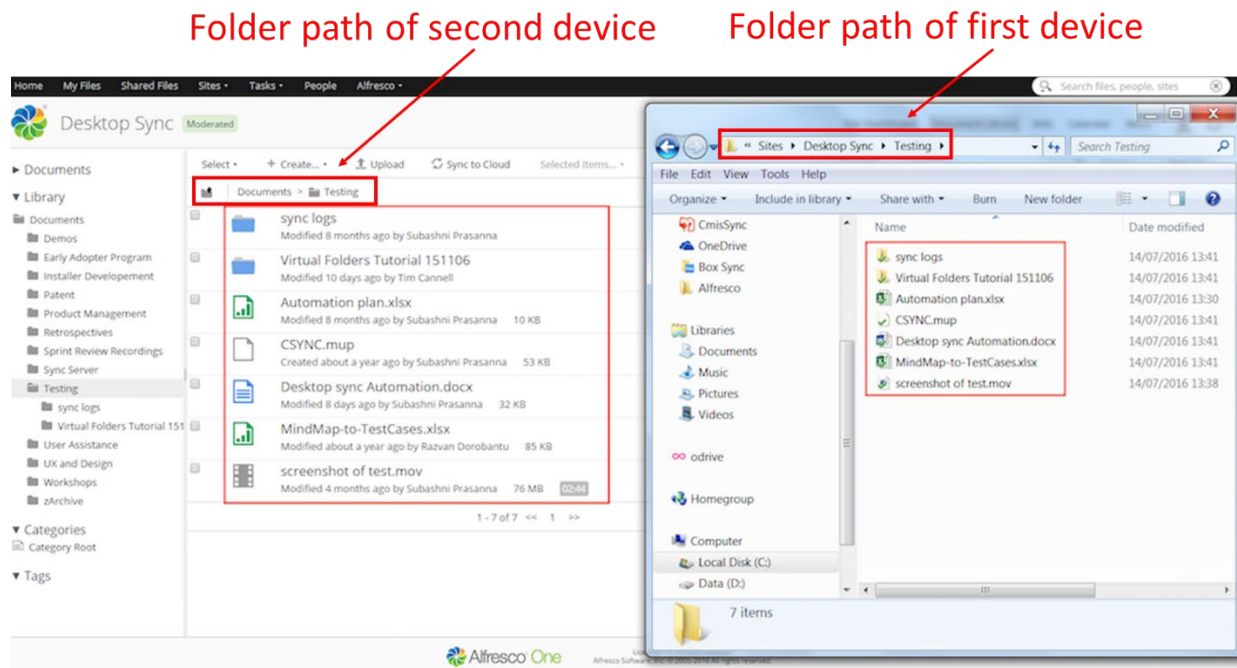 Folder path of second device
Folder path of first device
Home My Files Shared Files Sites Tasks People Alfresco
Search files, people, sites
Desktop Sync Moderated
Select + Create... Upload Sync to Cloud Selected Items...
Documents > Testing
Documents
Library
Documents
Demos
Early Adopter Program
Installer Developement
Patent
Product Management
Retrospectives
Sprint Review Recordings
Sync Server
Testing
sync logs
Virtual Folders Tutorial 151
User Assistance
UX and Design
Workshops
zArchive
Categories
Category Root
Tags
sync logs
Modified 8 months ago by Subashni Prasanna
Virtual Folders Tutorial 151106
Modified 10 days ago by Tim Cannell
Automation plan.xlsx
Modified 8 months ago by Subashni Prasanna 10 KB
CSYNC.mup
Created about a year ago by Subashni Prasanna 53 KB
Desktop sync Automation.docx
Modified 8 days ago by Subashni Prasanna 32 KB
MindMap-to-TestCases.xlsx
Modified about a year ago by Razvan Dorobantu 85 KB
screenshot of test.mov
Modified 4 months ago by Subashni Prasanna 76 MB 02:44
1 - 7 of 7 << 1 >>
Alfresco One
« Sites Desktop Sync Testing
Search Testing
File Edit View Tools Help
Organize Include in library Share with Burn New folder
CmisSync
OneDrive
Box Sync
Alfresco
Libraries
Documents
Music
Pictures
Videos
odrive
Homegroup
Computer
Local Disk (C:)
Data (D:)
Name Date modified
sync logs 14/07/2016 13:41
Virtual Folders Tutorial 151106 14/07/2016 13:41
Automation plan.xlsx 14/07/2016 13:30
CSYNC.mup 14/07/2016 13:41
Desktop sync Automation.docx 14/07/2016 13:41
MindMap-to-TestCases.xlsx 14/07/2016 13:41
screenshot of test.mov 14/07/2016 13:38
7 items